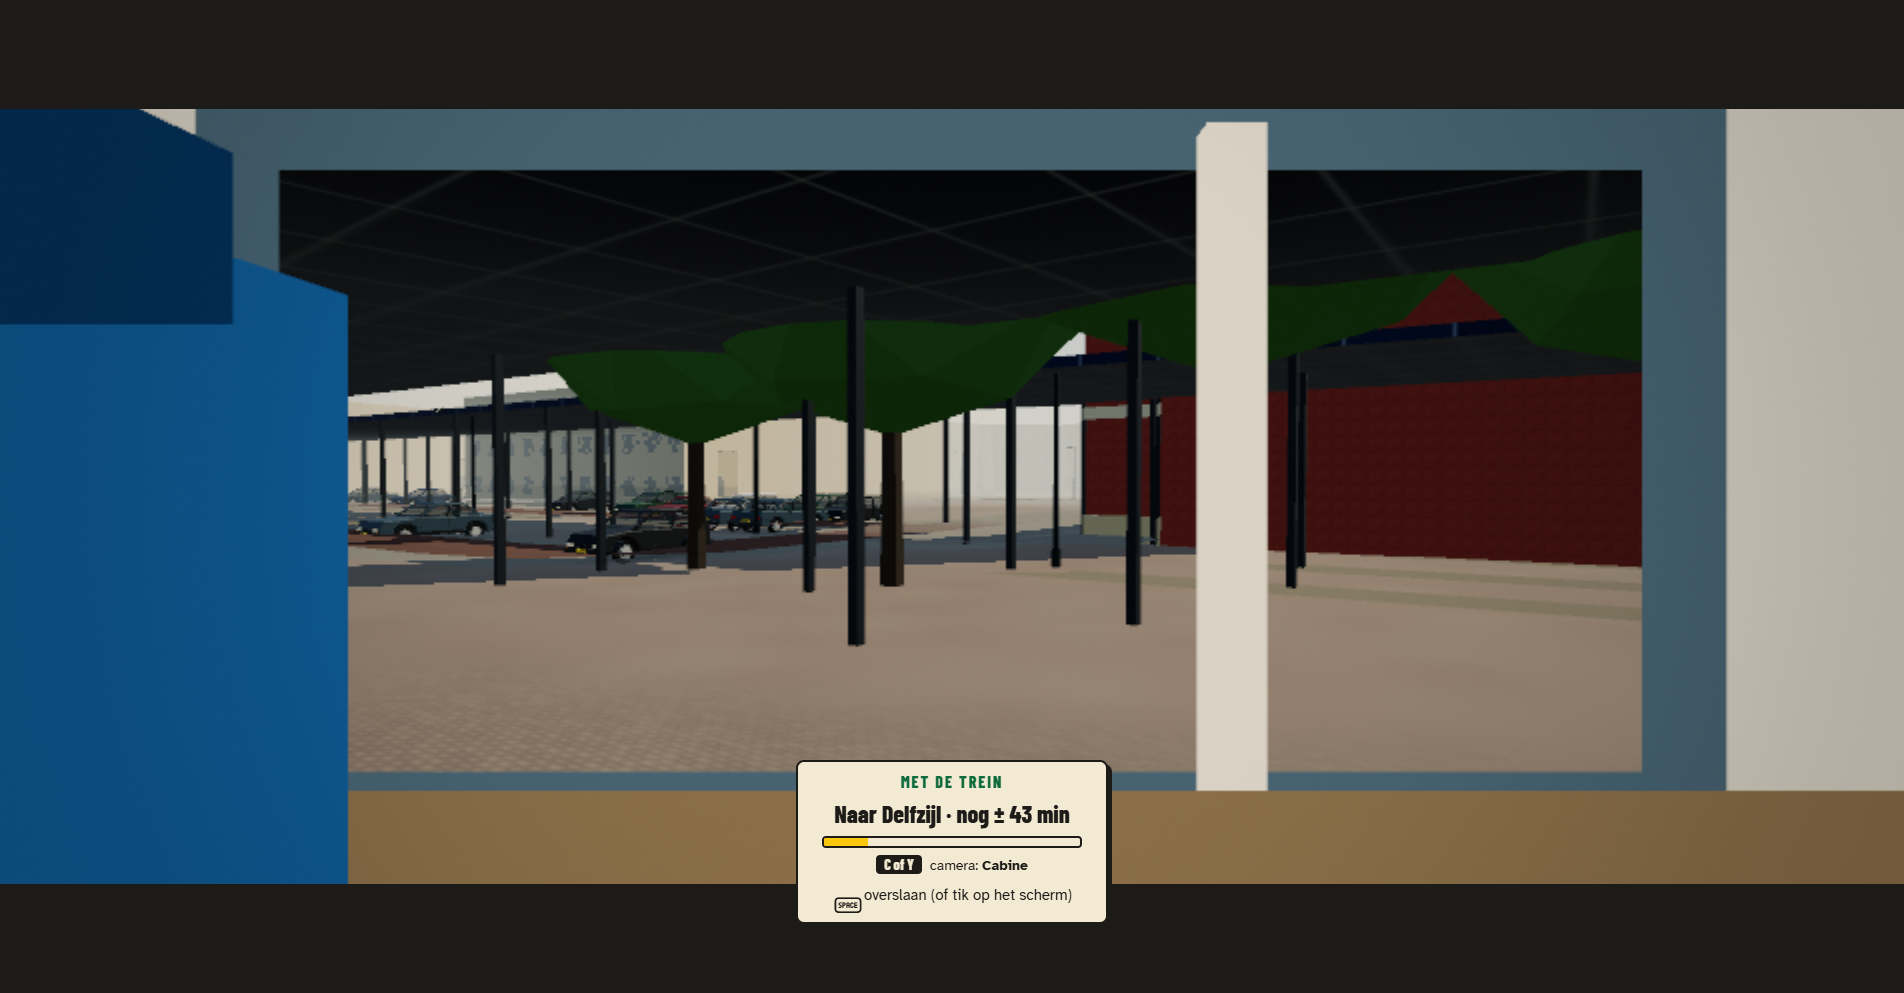 MET DE TREIN
Naar Delfzijl · nog ± 43 min
C of Y camera: Cabine
SPACE overslaan (of tik op het scherm)